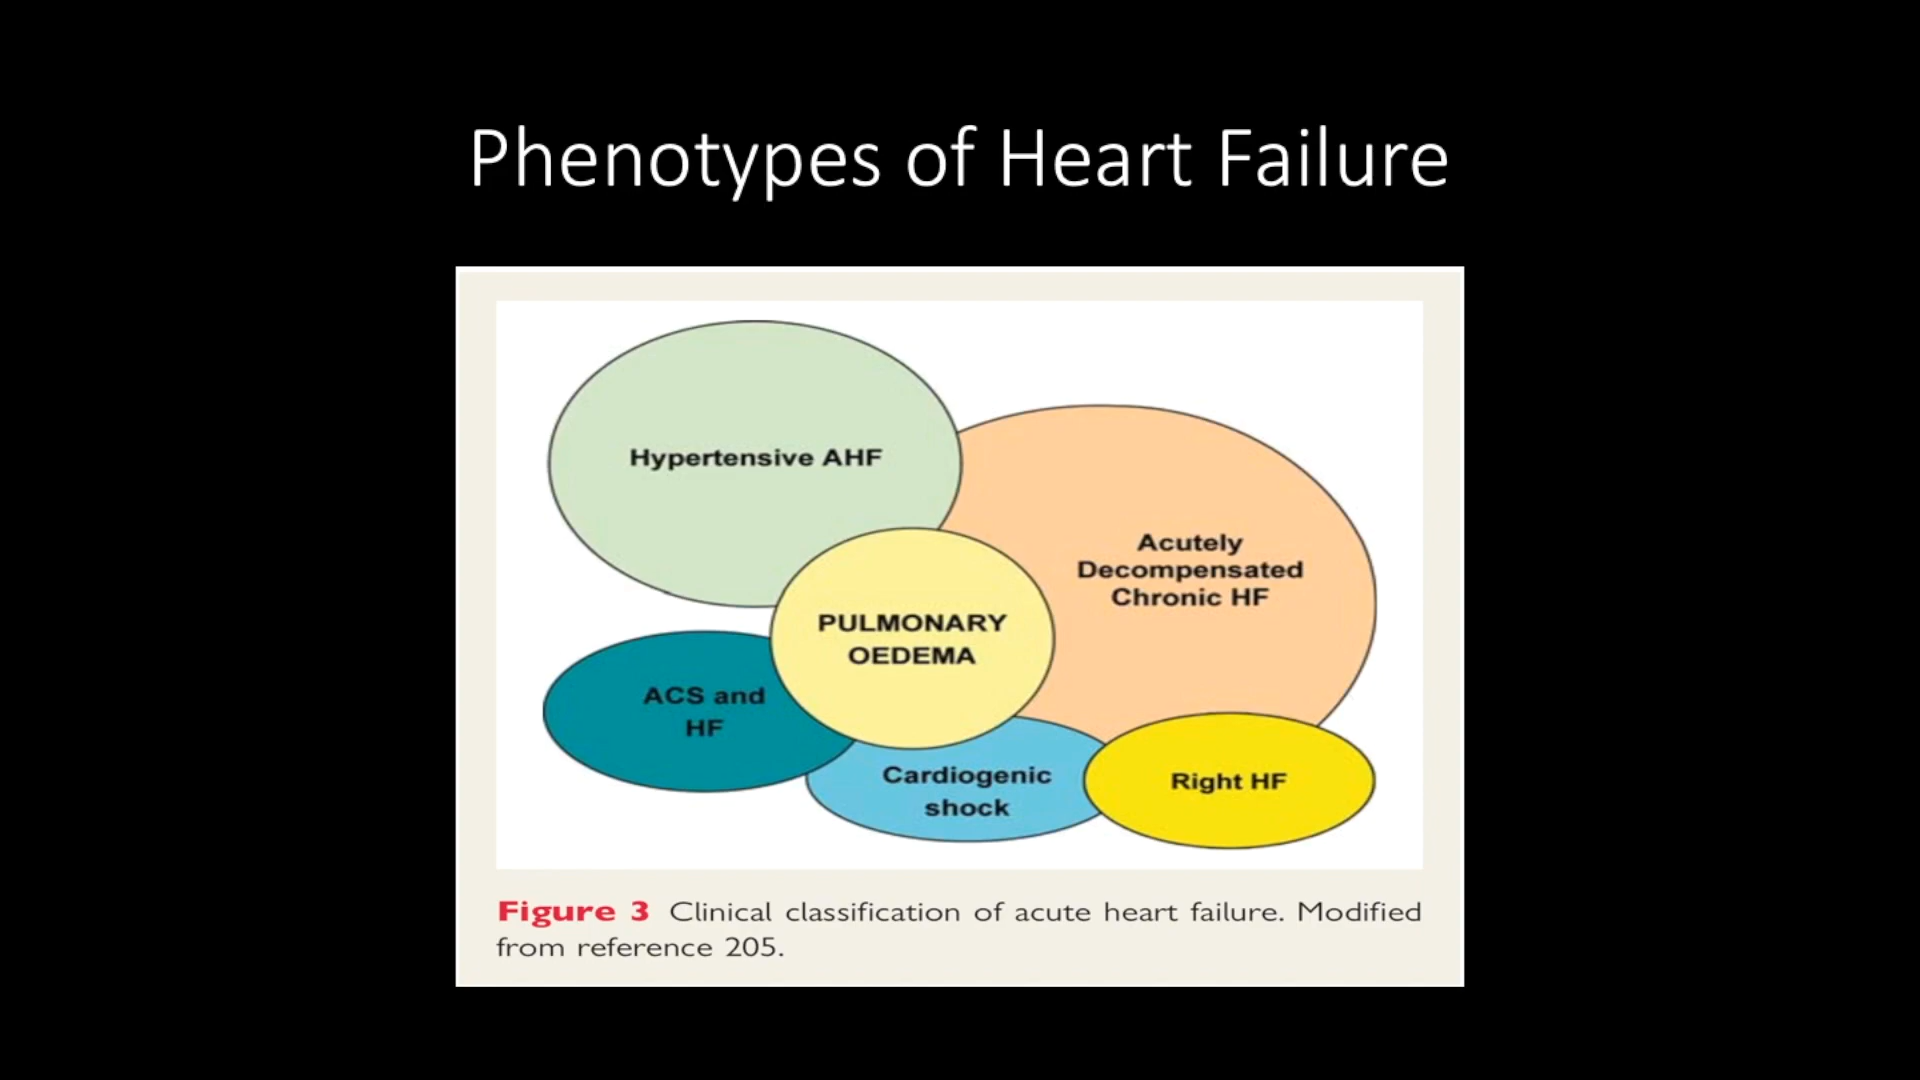 Phenotypes of Heart Failure
Hypertensive AHF
Acutely
Decompensated
Chronic HF
PULMONARY
OEDEMA
ACS and
HF
Cardiogenic
shock
Right HF
Figure 3 Clinical classification of acute heart failure. Modified
from reference 205.